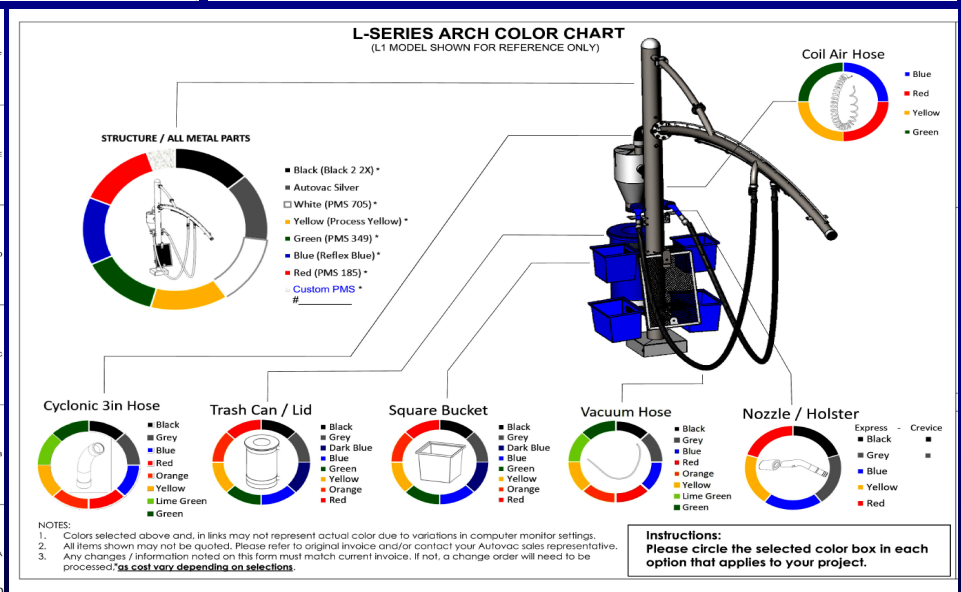 L-SERIES ARCH COLOR CHART
(L1 MODEL SHOWN FOR REFERENCE ONLY)
Coil Air Hose
Blue
Red
Yellow
Green
STRUCTURE / ALL METAL PARTS
Black (Black 2 2X) *
Autovac Silver
White (PMS 705) *
Yellow (Process Yellow) *
Green (PMS 349) *
Blue (Reflex Blue) *
Red (PMS 185) *
Custom PMS *
#_________
Cyclonic 3in Hose
Black
Grey
Blue
Red
Orange
Yellow
Lime Green
Green
Trash Can / Lid
Black
Grey
Dark Blue
Blue
Green
Yellow
Orange
Red
Square Bucket
Black
Grey
Dark Blue
Blue
Green
Yellow
Orange
Red
Vacuum Hose
Black
Grey
Blue
Red
Orange
Yellow
Lime Green
Green
Nozzle / Holster
Express - Crevice
Black
Grey
Blue
Yellow
Red
NOTES:
1. Colors selected above and, in links may not represent actual color due to variations in computer monitor settings.
2. All items shown may not be quoted. Please refer to original invoice and/or contact your Autovac sales representative.
3. Any changes / information noted on this form must match current invoice. If not, a change order will need to be
processed,*as cost vary depending on selections.
Instructions:
Please circle the selected color box in each
option that applies to your project.